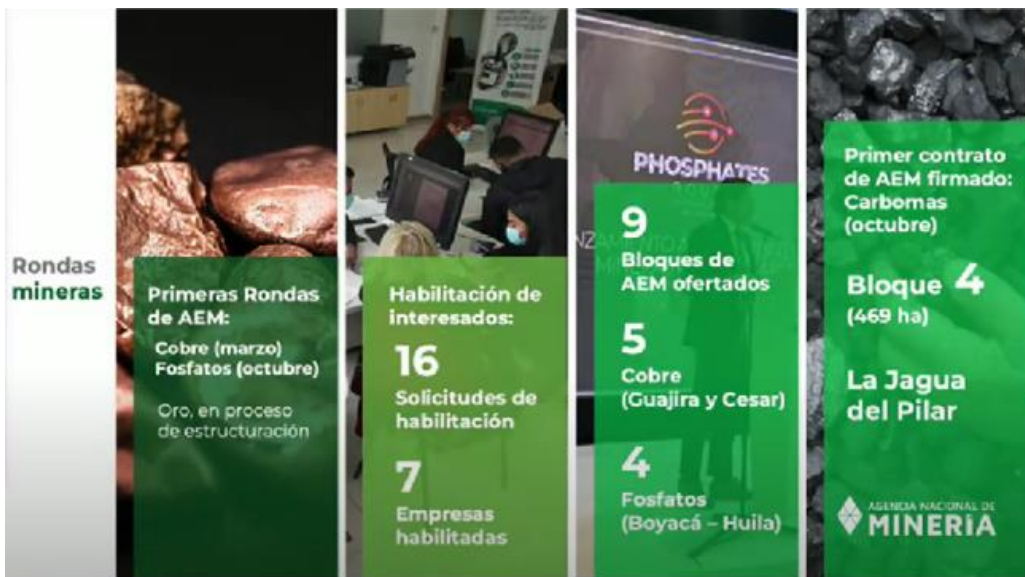 Rondas
mineras
Primeras Rondas
de AEM:
Cobre (marzo)
Fosfatos (octubre)
Oro, en proceso
de estructuración
Habilitación de
interesados:
16
Solicitudes de
habilitación
7
Empresas
habilitadas
PHOSPHATES
9
Bloques de
AEM ofertados
5
Cobre
(Guajira y Cesar)
4
Fosfatos
(Boyacá – Huila)
Primer contrato
de AEM firmado:
Carbomas
(octubre)
Bloque 4
(469 ha)
La Jagua
del Pilar
AGENCIA NACIONAL DE
MINERÍA